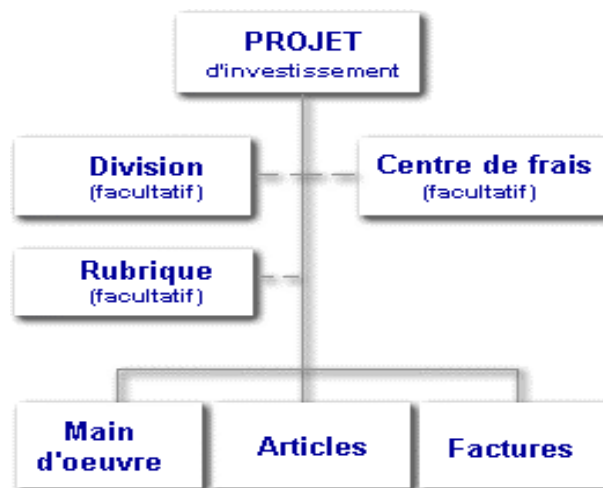 PROJET
d'investissement
Division
(facultatif)
Centre de frais
(facultatif)
Rubrique
(facultatif)
Main
d'oeuvre
Articles
Factures